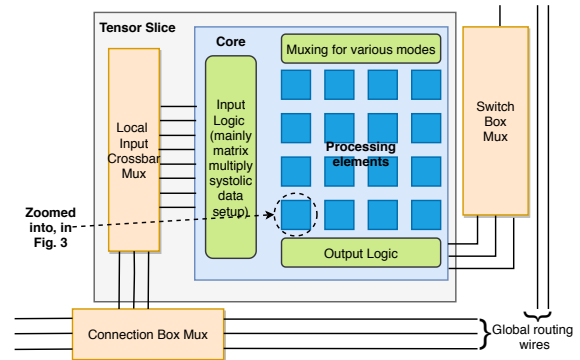 Tensor Slice
Core
Muxing for various modes
Input
Logic
(mainly
matrix
multiply
systolic
data
setup)
Local
Input
Crossbar
Mux
Processing
elements
Switch
Box
Mux
Zoomed
into, in
Fig. 3
Output Logic
Connection Box Mux
Global routing
wires